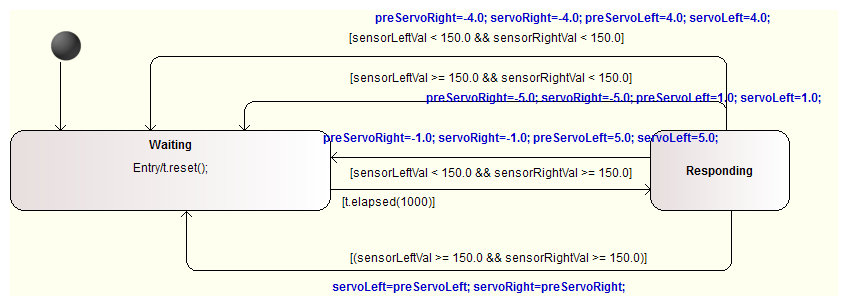 preServoRight=-4.0; servoRight=-4.0; preServoLeft=4.0; servoLeft=4.0;
[sensorLeftVal < 150.0 && sensorRightVal < 150.0]
[sensorLeftVal >= 150.0 && sensorRightVal < 150.0]
preServoRight=-5.0; servoRight=-5.0; preServoLeft=1.0; servoLeft=1.0;
preServoRight=-1.0; servoRight=-1.0; preServoLeft=5.0; servoLeft=5.0;
Waiting
Entry/t.reset();
[sensorLeftVal < 150.0 && sensorRightVal >= 150.0]
Responding
[t.elapsed(1000)]
[(sensorLeftVal >= 150.0 && sensorRightVal >= 150.0)]
servoLeft=preServoLeft; servoRight=preServoRight;